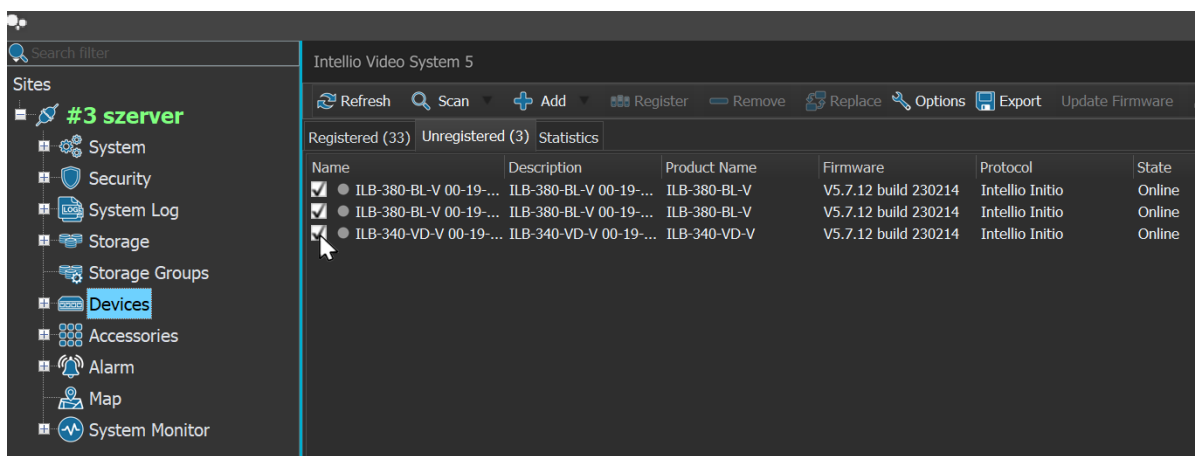 Search filter
Intellio Video System 5
Sites
#3 szerver
System
Security
System Log
Storage
Storage Groups
Devices
Accessories
Alarm
Map
System Monitor
Refresh Scan Add Register Remove Replace Options Export Update Firmware
Registered (33) Unregistered (3) Statistics
Name Description Product Name Firmware Protocol State
ILB-380-BL-V 00-19-... ILB-380-BL-V 00-19-... ILB-380-BL-V V5.7.12 build 230214 Intellio Initio Online
ILB-380-BL-V 00-19-... ILB-380-BL-V 00-19-... ILB-380-BL-V V5.7.12 build 230214 Intellio Initio Online
ILB-340-VD-V 00-19-... ILB-340-VD-V 00-19-... ILB-340-VD-V V5.7.12 build 230214 Intellio Initio Online